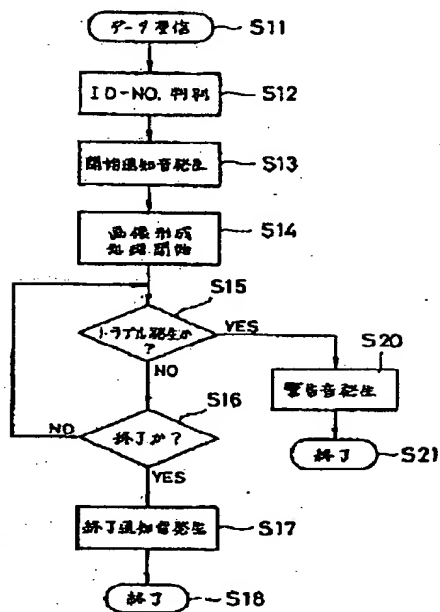 データ受信
S11
ID-NO. 判別
S12
開始通知音発生
S13
画像形成
処理開始
S14
トラブル発生か
?
S15
YES
NO
S20
警告音発生
終了
S21
S16
終了か?
NO
YES
終了通知音発生
S17
終了
S18